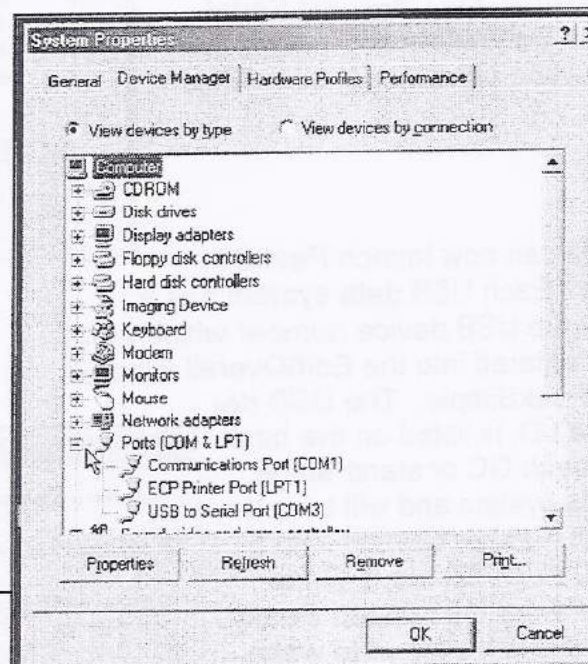 System Properties
General Device Manager Hardware Profiles Performance
View devices by type View devices by connection
Computer
CDROM
Disk drives
Display adapters
Floppy disk controllers
Hard disk controllers
Imaging Device
Keyboard
Modem
Monitors
Mouse
Network adapters
Ports (COM & LPT)
Communications Port (COM1)
ECP Printer Port (LPT1)
USB to Serial Port (COM3)
Properties Refresh Remove Print...
OK Cancel